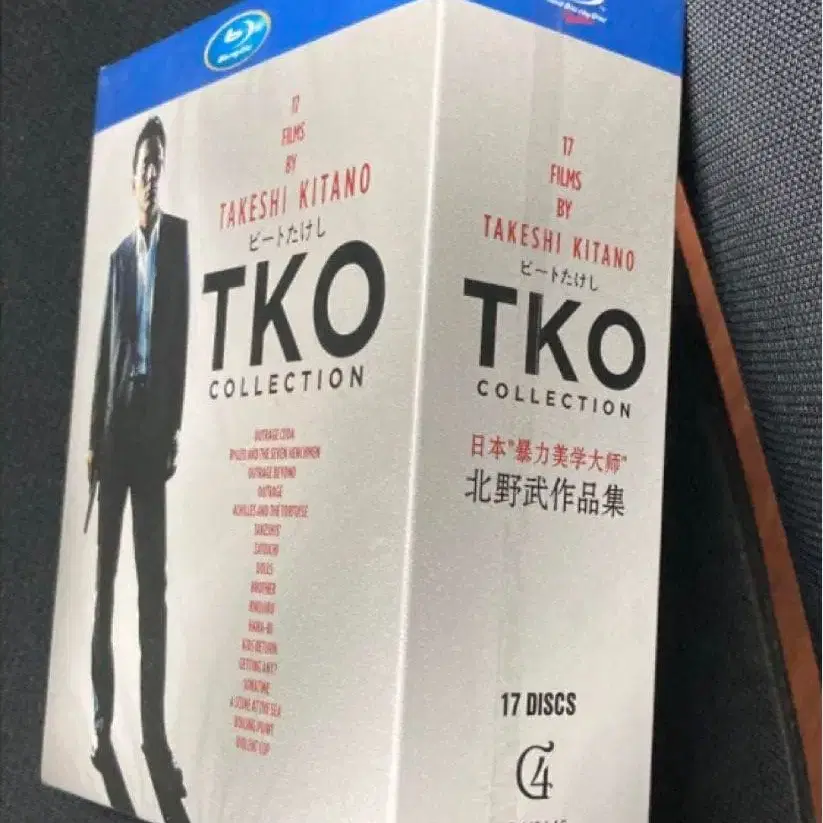 Blu-ray Disc
17
FILMS
BY
TAKESHI KITANO
ビートたけし
TKO
COLLECTION
OUTRAGE CODA
RYUZO AND THE SEVEN HENCHMEN
OUTRAGE BEYOND
OUTRAGE
ACHILLES AND THE TORTOISE
TAKESHIS'
ZATOICHI
DOLLS
BROTHER
KIKUJIRO
HANA-BI
KIDS RETURN
GETTING ANY?
SONATINE
A SCENE AT THE SEA
BOILING POINT
VIOLENT COP
17
FILMS
BY
TAKESHI KITANO
ビートたけし
TKO
COLLECTION
日本"暴力美学大师"
北野武作品集
17 DISCS